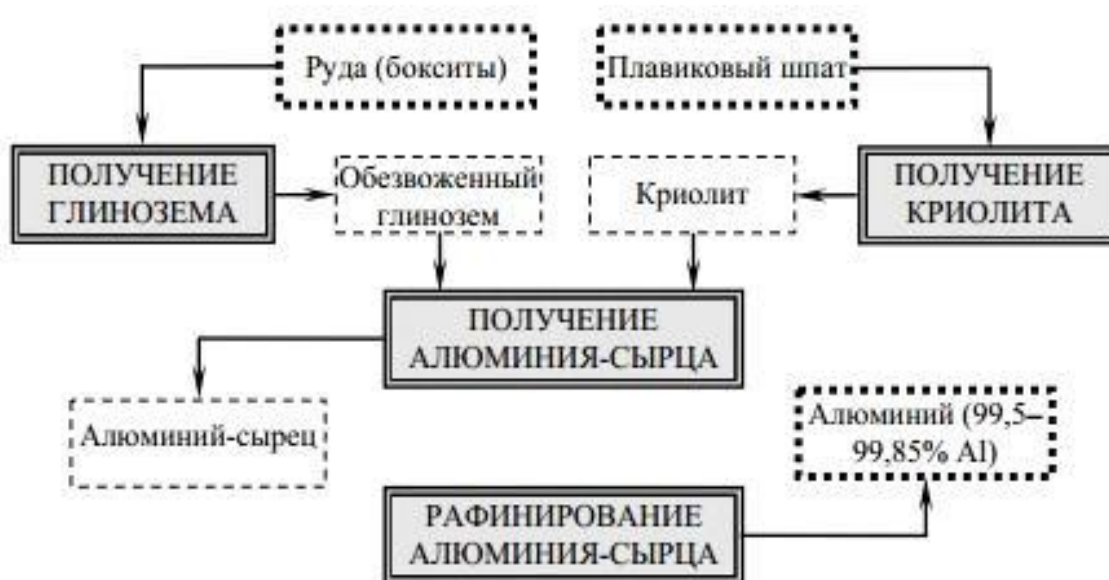 Руда (бокситы)
Плавиковый шпат
ПОЛУЧЕНИЕ
ГЛИНОЗЕМА
Обезвоженный
глинозем
Криолит
ПОЛУЧЕНИЕ
КРИОЛИТА
ПОЛУЧЕНИЕ
АЛЮМИНИЯ-СЫРЦА
Алюминий-сырец
Алюминий (99,5–
99,85% Al)
РАФИНИРОВАНИЕ
АЛЮМИНИЯ-СЫРЦА